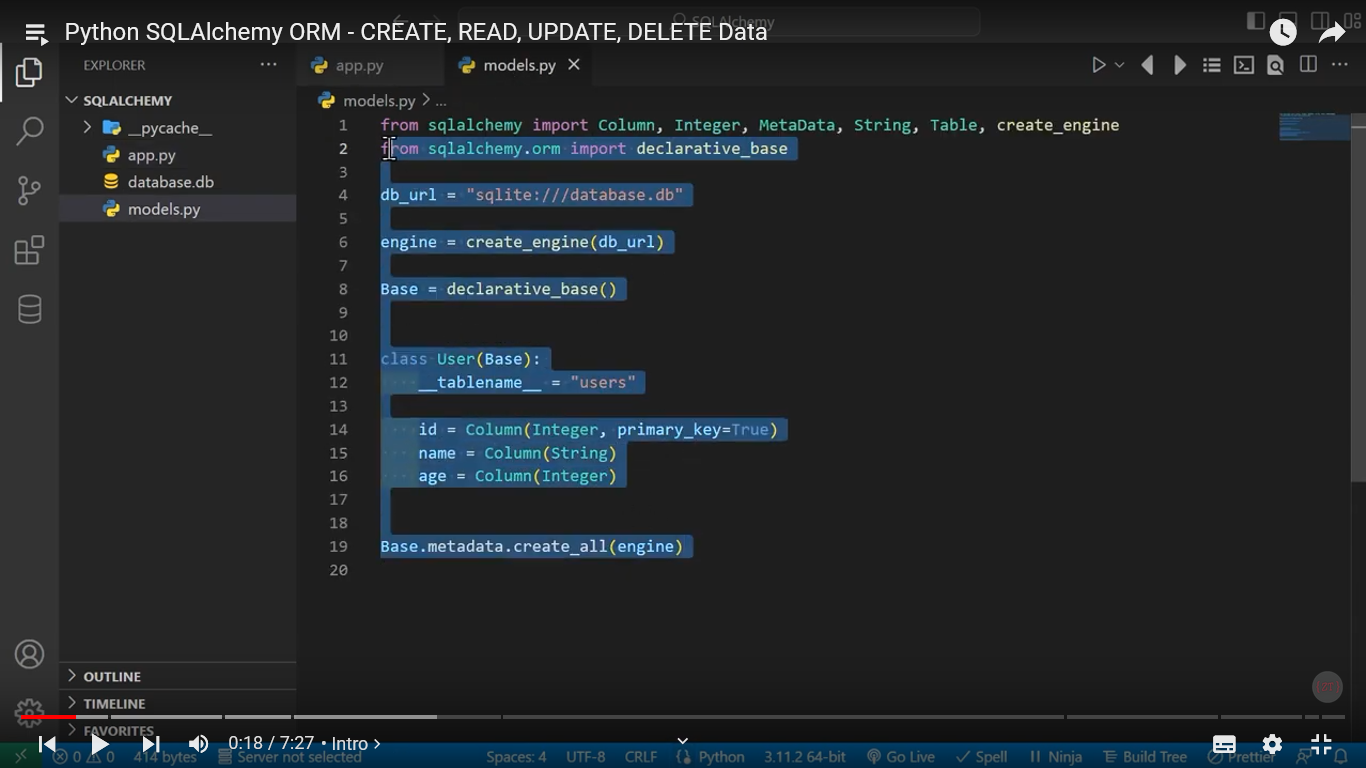 Python SQLAlchemy ORM - CREATE, READ, UPDATE, DELETE Data
SQLAlchemy
EXPLORER
app.py
models.py
SQLALCHEMY
__pycache__
app.py
database.db
models.py
models.py > ...
1 from sqlalchemy import Column, Integer, MetaData, String, Table, create_engine
2 from sqlalchemy.orm import declarative_base
3
4 db_url = "sqlite:///database.db"
5
6 engine = create_engine(db_url)
7
8 Base = declarative_base()
9
10
11 class User(Base):
12 __tablename__ = "users"
13
14 id = Column(Integer, primary_key=True)
15 name = Column(String)
16 age = Column(Integer)
17
18
19 Base.metadata.create_all(engine)
20
OUTLINE
TIMELINE
FAVORITES
0:18 / 7:27 • Intro >
0 0 414 bytes Server not selected Spaces: 4 UTF-8 CRLF Python 3.11.2 64-bit Go Live Spell Ninja Build Tree Prettier